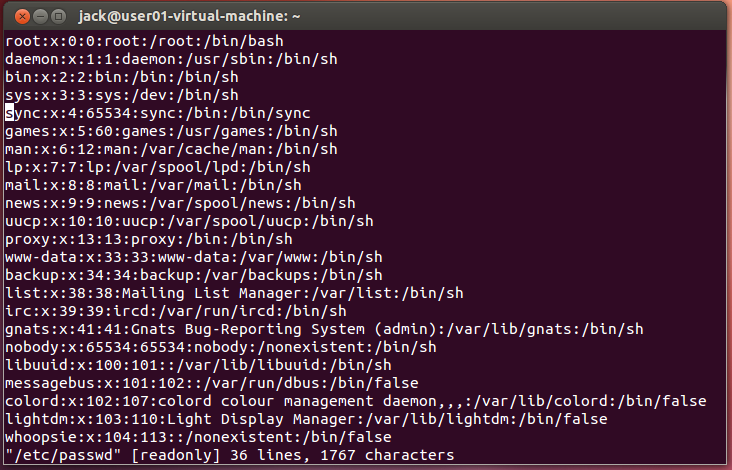 jack@user01-virtual-machine: ~
root:x:0:0:root:/root:/bin/bash
daemon:x:1:1:daemon:/usr/sbin:/bin/sh
bin:x:2:2:bin:/bin:/bin/sh
sys:x:3:3:sys:/dev:/bin/sh
sync:x:4:65534:sync:/bin:/bin/sync
games:x:5:60:games:/usr/games:/bin/sh
man:x:6:12:man:/var/cache/man:/bin/sh
lp:x:7:7:lp:/var/spool/lpd:/bin/sh
mail:x:8:8:mail:/var/mail:/bin/sh
news:x:9:9:news:/var/spool/news:/bin/sh
uucp:x:10:10:uucp:/var/spool/uucp:/bin/sh
proxy:x:13:13:proxy:/bin:/bin/sh
www-data:x:33:33:www-data:/var/www:/bin/sh
backup:x:34:34:backup:/var/backups:/bin/sh
list:x:38:38:Mailing List Manager:/var/list:/bin/sh
irc:x:39:39:ircd:/var/run/ircd:/bin/sh
gnats:x:41:41:Gnats Bug-Reporting System (admin):/var/lib/gnats:/bin/sh
nobody:x:65534:65534:nobody:/nonexistent:/bin/sh
libuuid:x:100:101::/var/lib/libuuid:/bin/sh
messagebus:x:101:102::/var/run/dbus:/bin/false
colord:x:102:107:colord colour management daemon,,,:/var/lib/colord:/bin/false
lightdm:x:103:110:Light Display Manager:/var/lib/lightdm:/bin/false
whoopsie:x:104:113::/nonexistent:/bin/false
"/etc/passwd" [readonly] 36 lines, 1767 characters